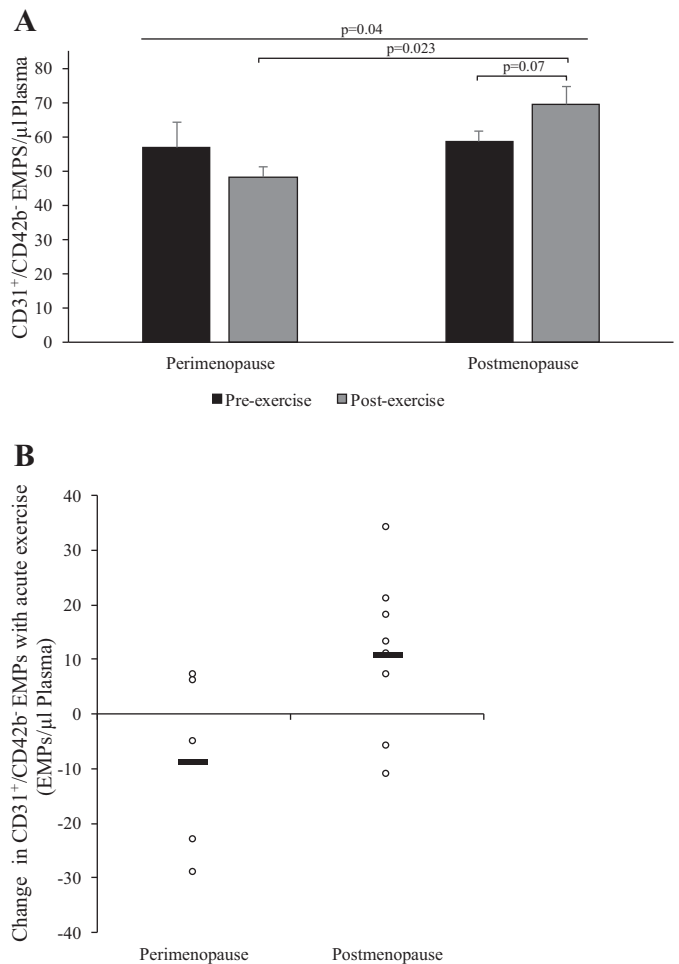 A
p=0.04
p=0.023
p=0.07
CD31+/CD42b- EMPS/µl Plasma
80
70
60
50
40
30
20
10
0
Perimenopause Postmenopause
Pre-exercise Post-exercise
B
Change in CD31+/CD42b- EMPs with acute exercise
(EMPs/µl Plasma)
40
30
20
10
0
-10
-20
-30
-40
Perimenopause Postmenopause